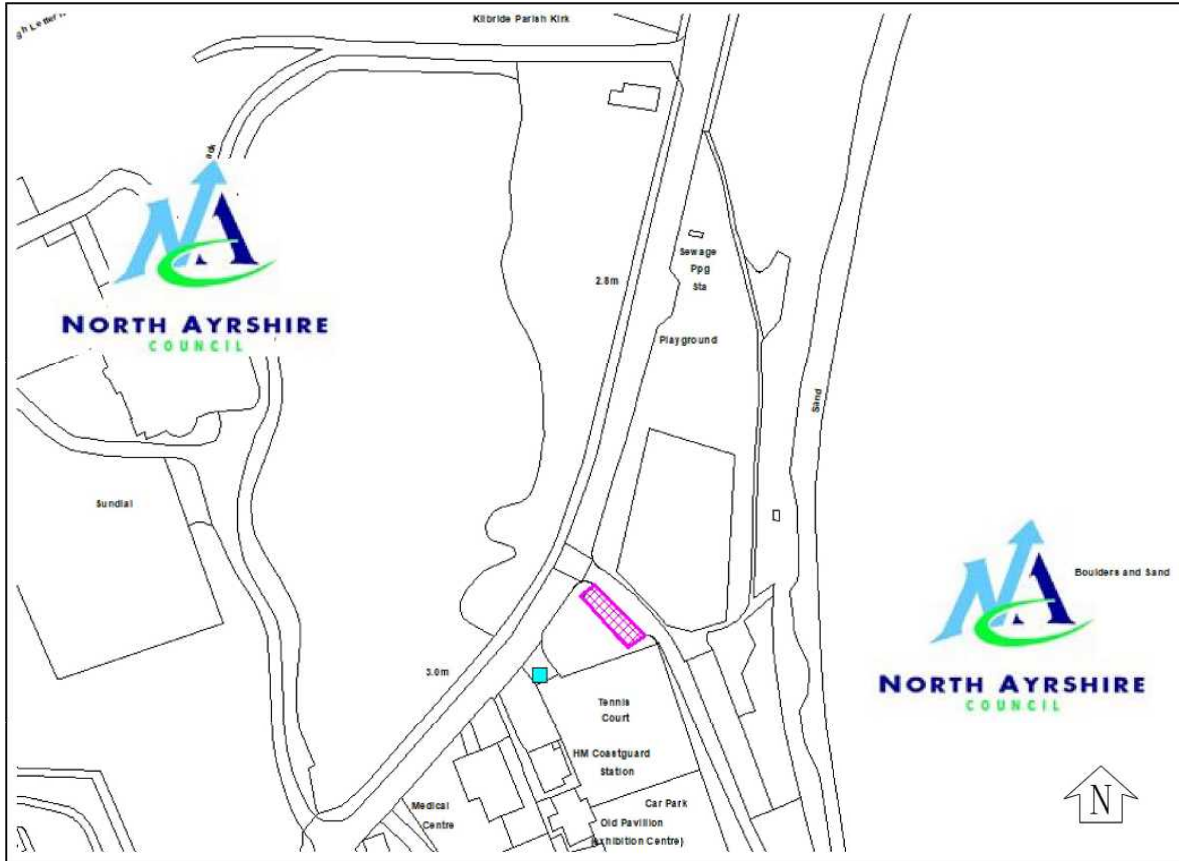 Kilbride Parish Kirk
Sewage
Ppg
Sta
2.8m
NORTH AYRSHIRE
COUNCIL
Playground
Sand
Sundial
Boulders and Sand
3.0m
NORTH AYRSHIRE
COUNCIL
Tennis
Court
HM Coastguard
Station
Medical
Centre
Car Park
Old Pavilion
(Exhibition Centre)
N